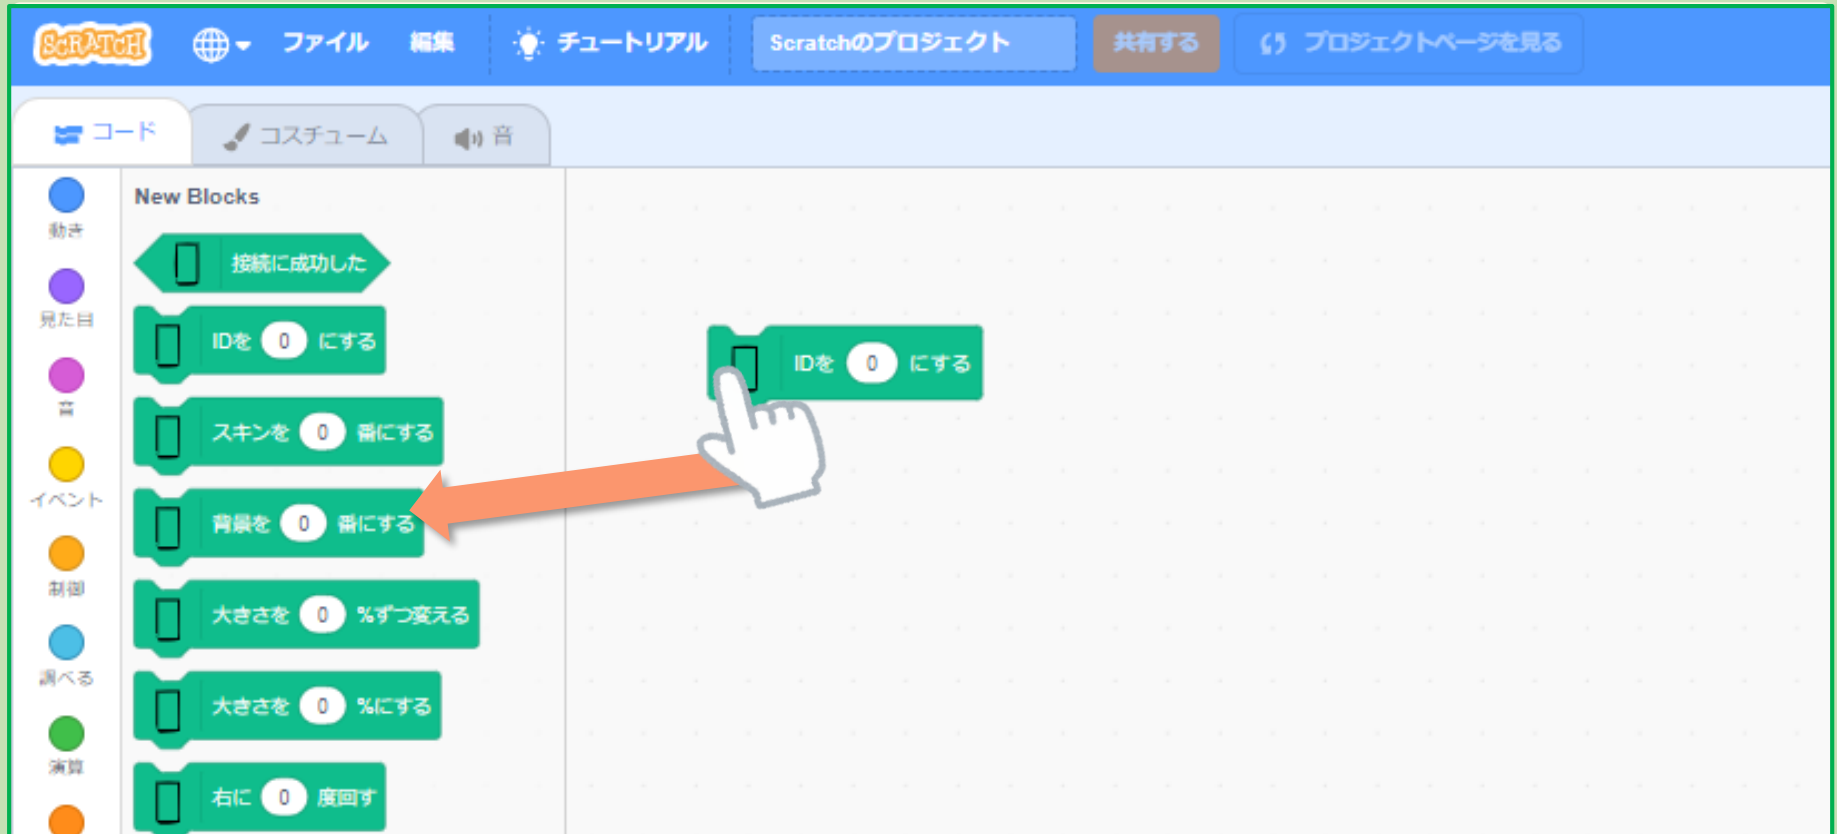 SCRATCH ファイル 編集 チュートリアル Scratchのプロジェクト 共有する プロジェクトページを見る
コード コスチューム 音
動き
見た目
音
イベント
制御
調べる
演算
New Blocks
接続に成功した
IDを 0 にする
スキンを 0 番にする
背景を 0 番にする
大きさを 0 %ずつ変える
大きさを 0 %にする
右に 0 度回す
IDを 0 にする